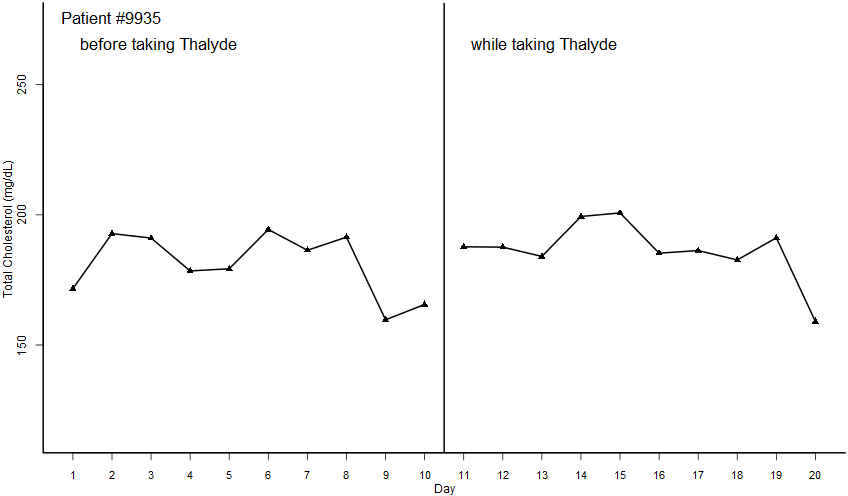 Patient #9935
before taking Thalyde
while taking Thalyde
Total Cholesterol (mg/dL)
250
200
150
1 2 3 4 5 6 7 8 9 10 11 12 13 14 15 16 17 18 19 20
Day